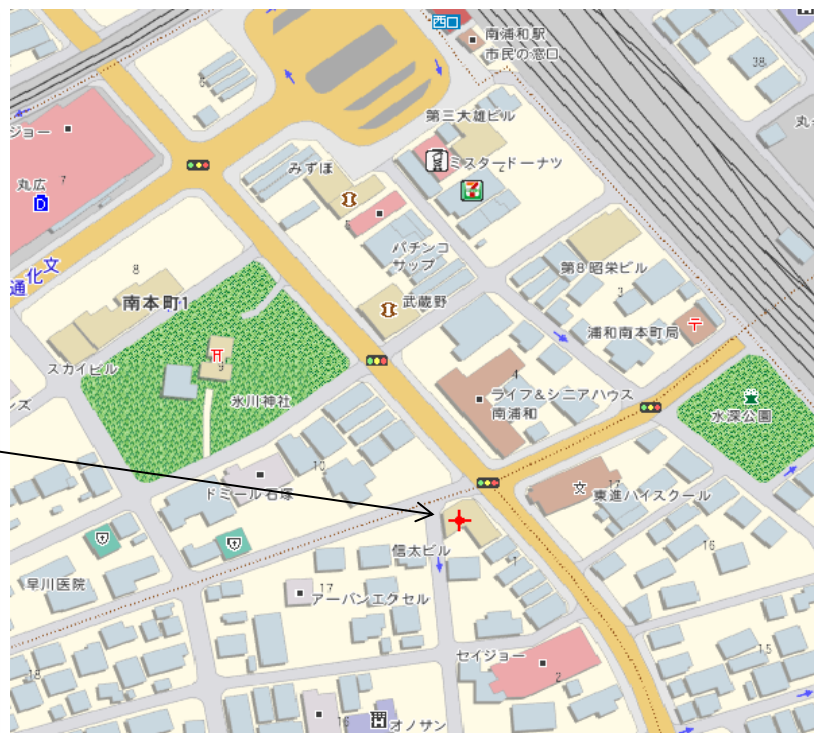 西口
南浦和駅
市民の窓口
38
6
第三大雄ビル
ジョー
みずほ
ミスタードーナツ
2
丸広
7
D
5
パチンコ
サップ
文
化
通
8
第8昭栄ビル
3
南本町1
武蔵野
浦和南本町局
9
スカイビル
4
ライフ&シニアハウス
南浦和
氷川神社
水深公園
ンズ
10
ドミール石塚
文
17
東進ハイスクール
信太ビル
1
16
早川医院
17
アーバンエクセル
セイジョー
15
18
2
16
オノサン